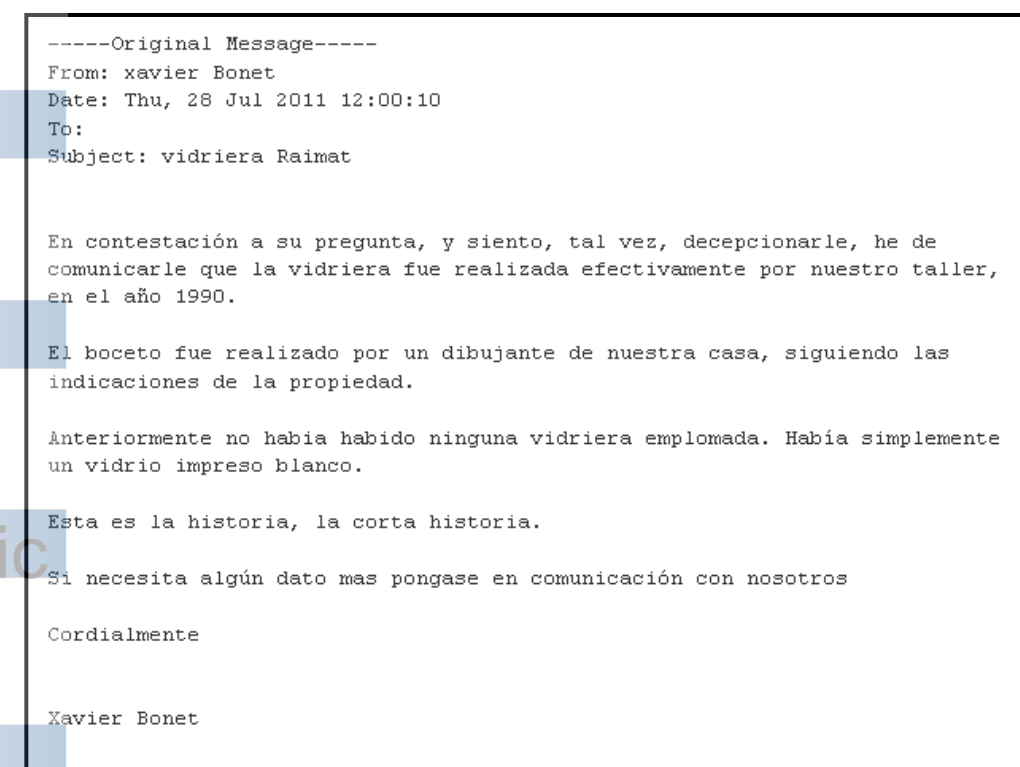 -----Original Message-----
From: xavier Bonet
Date: Thu, 28 Jul 2011 12:00:10
To:
Subject: vidriera Raimat
En contestación a su pregunta, y siento, tal vez, decepcionarle, he de
comunicarle que la vidriera fue realizada efectivamente por nuestro taller,
en el año 1990.
El boceto fue realizado por un dibujante de nuestra casa, siguiendo las
indicaciones de la propiedad.
Anteriormente no habia habido ninguna vidriera emplomada. Había simplemente
un vidrio impreso blanco.
Esta es la historia, la corta historia.
ic
Si necesita algún dato mas pongase en comunicación con nosotros
Cordialmente
Xavier Bonet